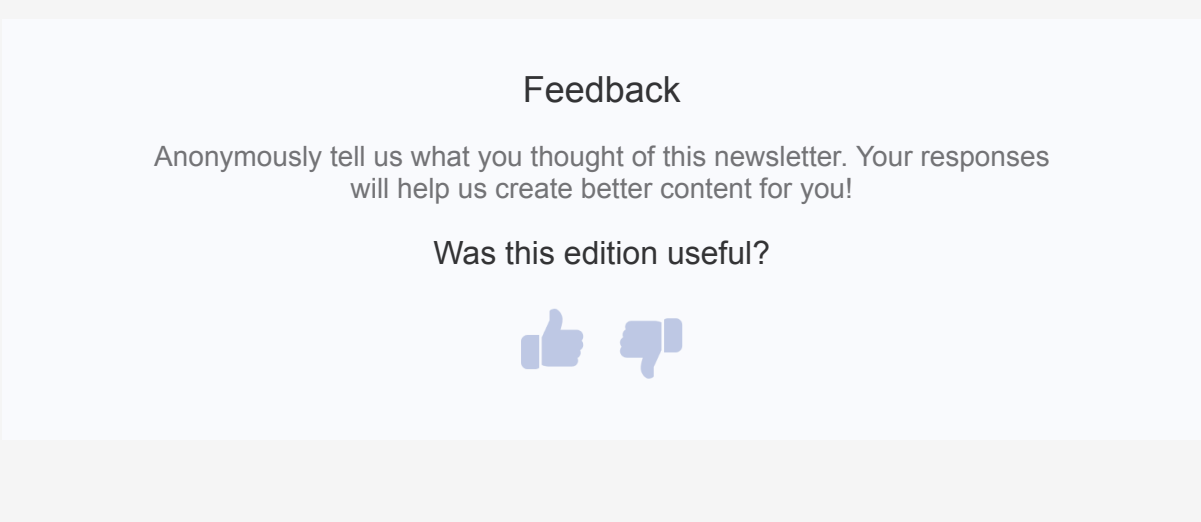 Feedback
Anonymously tell us what you thought of this newsletter. Your responses
will help us create better content for you!
Was this edition useful?